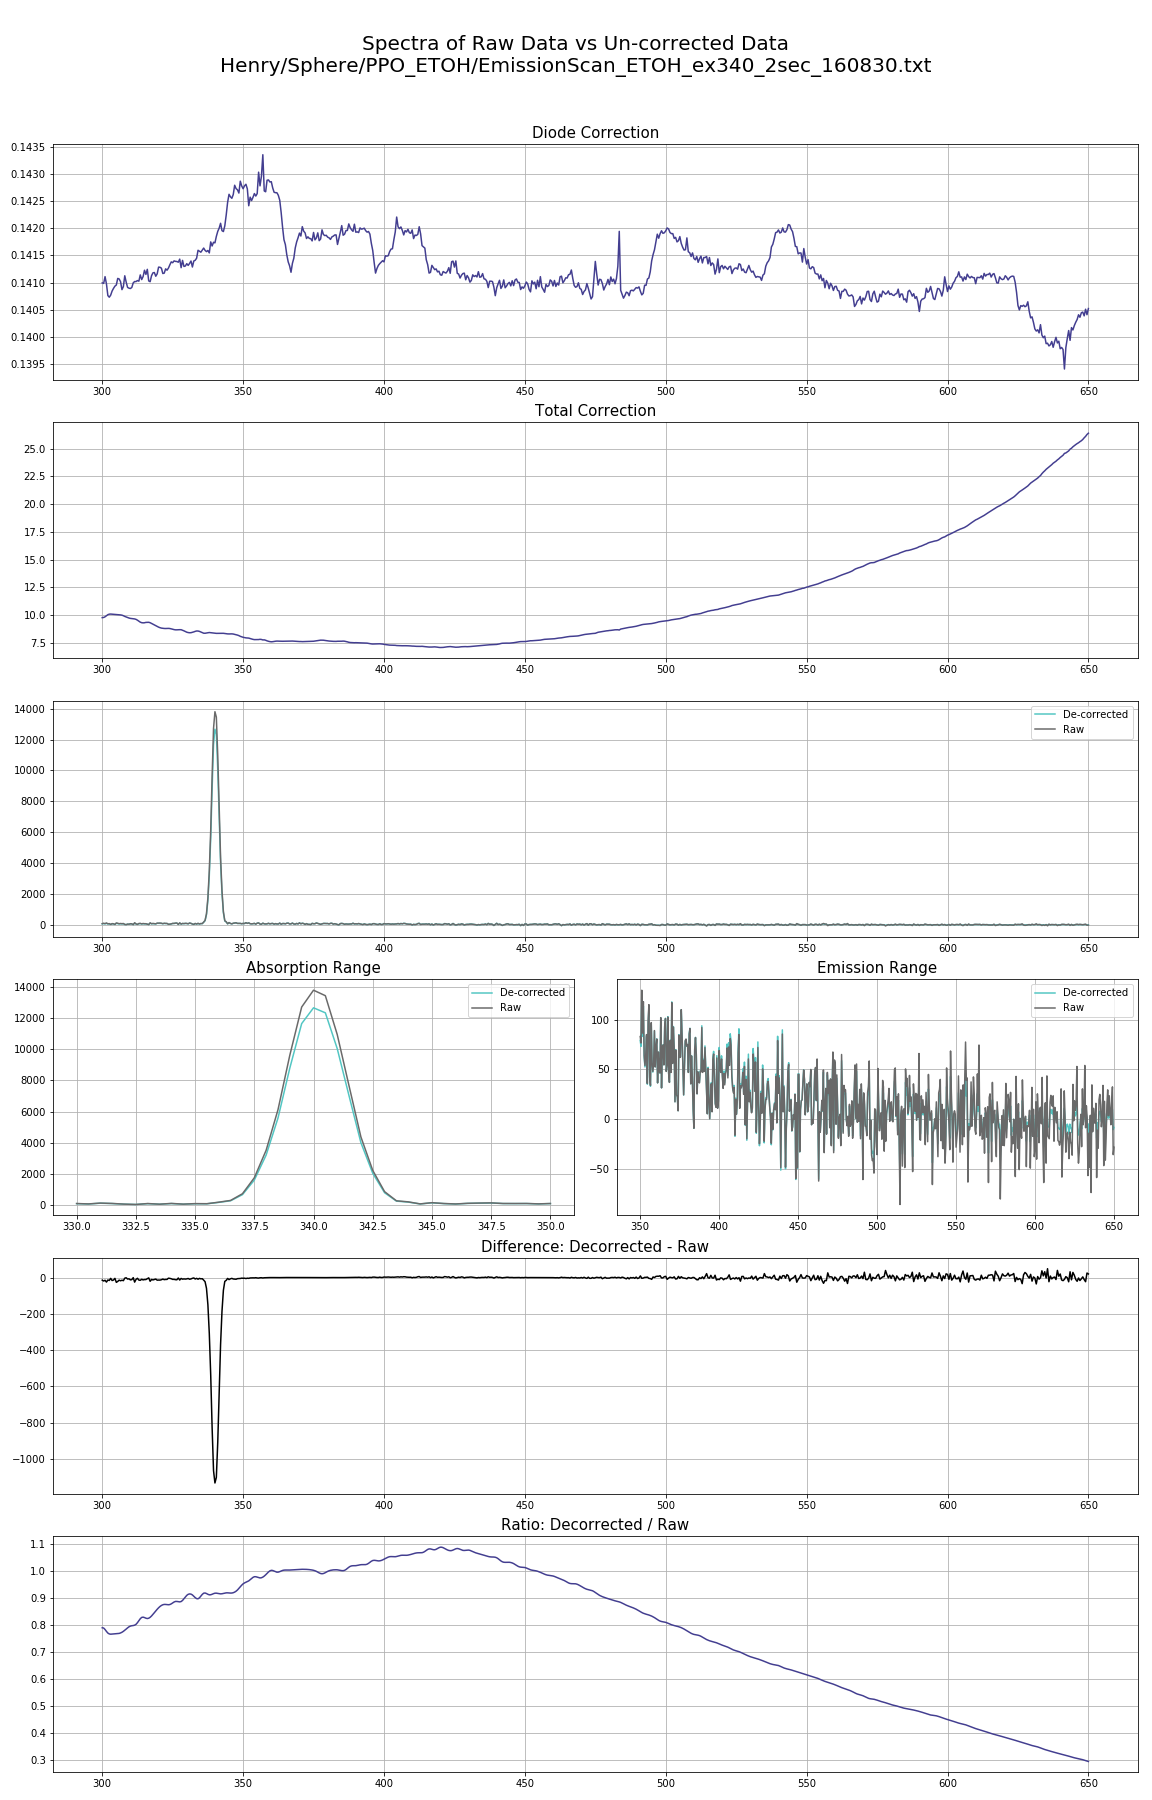 Spectra of Raw Data vs Un-corrected Data
Henry/Sphere/PPO_ETOH/EmissionScan_ETOH_ex340_2sec_160830.txt
Diode Correction
0.1435
0.1430
0.1425
0.1420
0.1415
0.1410
0.1405
0.1400
0.1395
300 350 400 450 500 550 600 650
Total Correction
25.0
22.5
20.0
17.5
15.0
12.5
10.0
7.5
300 350 400 450 500 550 600 650
14000
12000
10000
8000
6000
4000
2000
0
De-corrected
Raw
300 350 400 450 500 550 600 650
Absorption Range
14000
12000
10000
8000
6000
4000
2000
0
De-corrected
Raw
330.0 332.5 335.0 337.5 340.0 342.5 345.0 347.5 350.0
Emission Range
100
50
0
−50
De-corrected
Raw
350 400 450 500 550 600 650
Difference: Decorrected - Raw
0
−200
−400
−600
−800
−1000
300 350 400 450 500 550 600 650
Ratio: Decorrected / Raw
1.1
1.0
0.9
0.8
0.7
0.6
0.5
0.4
0.3
300 350 400 450 500 550 600 650